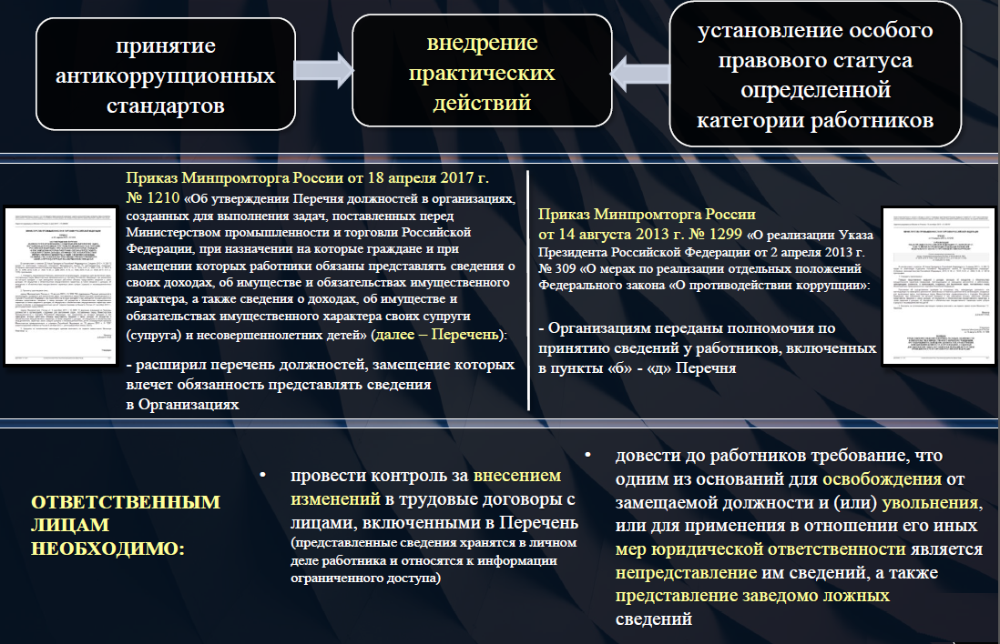 принятие
антикоррупционных
стандартов
внедрение
практических
действий
установление особого
правового статуса
определенной
категории работников
Приказ Минпромторга России от 18 апреля 2017 г.
№ 1210 «Об утверждении Перечня должностей в организациях,
созданных для выполнения задач, поставленных перед
Министерством промышленности и торговли Российской
Федерации, при назначении на которые граждане и при
замещении которых работники обязаны представлять сведения о
своих доходах, об имуществе и обязательствах имущественного
характера, а также сведения о доходах, об имуществе и
обязательствах имущественного характера своих супруги
(супруга) и несовершеннолетних детей» (далее – Перечень):
- расширил перечень должностей, замещение которых
влечет обязанность представлять сведения
в Организациях
Приказ Минпромторга России
от 14 августа 2013 г. № 1299 «О реализации Указа
Президента Российской Федерации от 2 апреля 2013 г.
№ 309 «О мерах по реализации отдельных положений
Федерального закона «О противодействии коррупции»:
- Организациям переданы полномочия по
принятию сведений у работников, включенных
в пункты «б» - «д» Перечня
ОТВЕТСТВЕННЫМ
ЛИЦАМ
НЕОБХОДИМО:
• провести контроль за внесением
изменений в трудовые договоры с
лицами, включенными в Перечень
(представленные сведения хранятся в личном
деле работника и относятся к информации
ограниченного доступа)
• довести до работников требование, что
одним из оснований для освобождения от
замещаемой должности и (или) увольнения,
или для применения в отношении его иных
мер юридической ответственности является
непредставление им сведений, а также
представление заведомо ложных
сведений